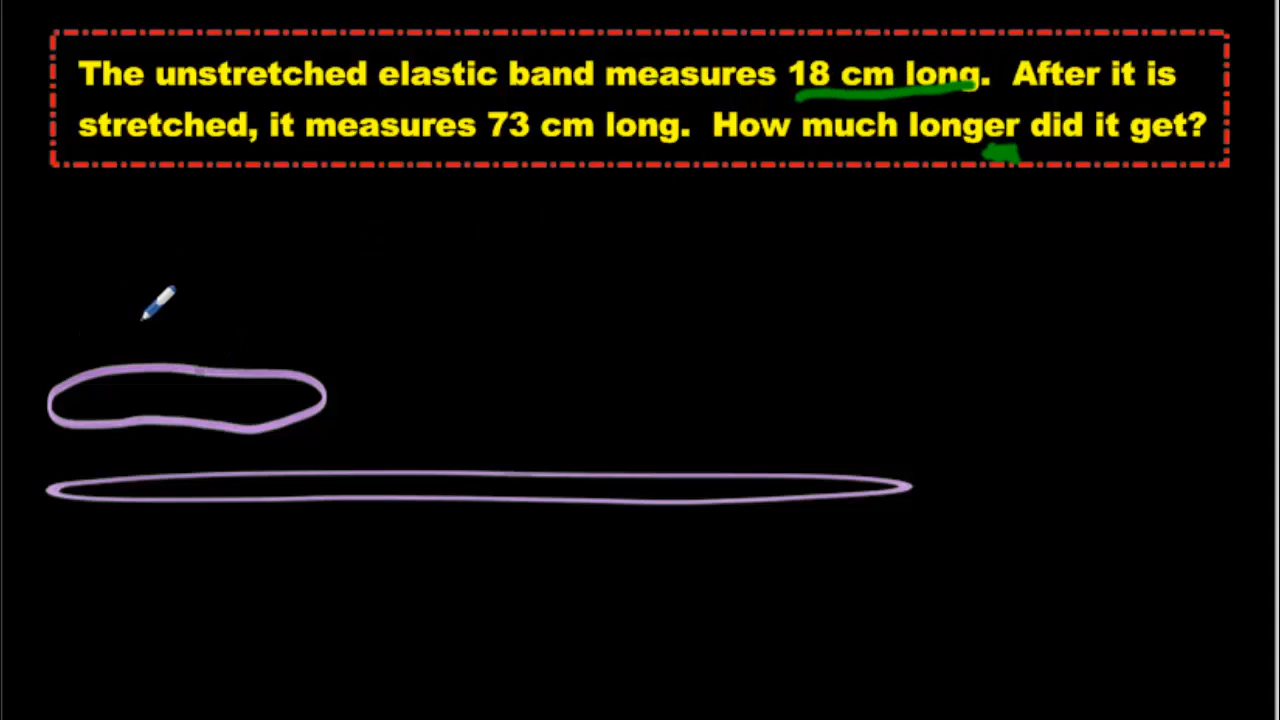 The unstretched elastic band measures 18 cm long. After it is
stretched, it measures 73 cm long. How much longer did it get?